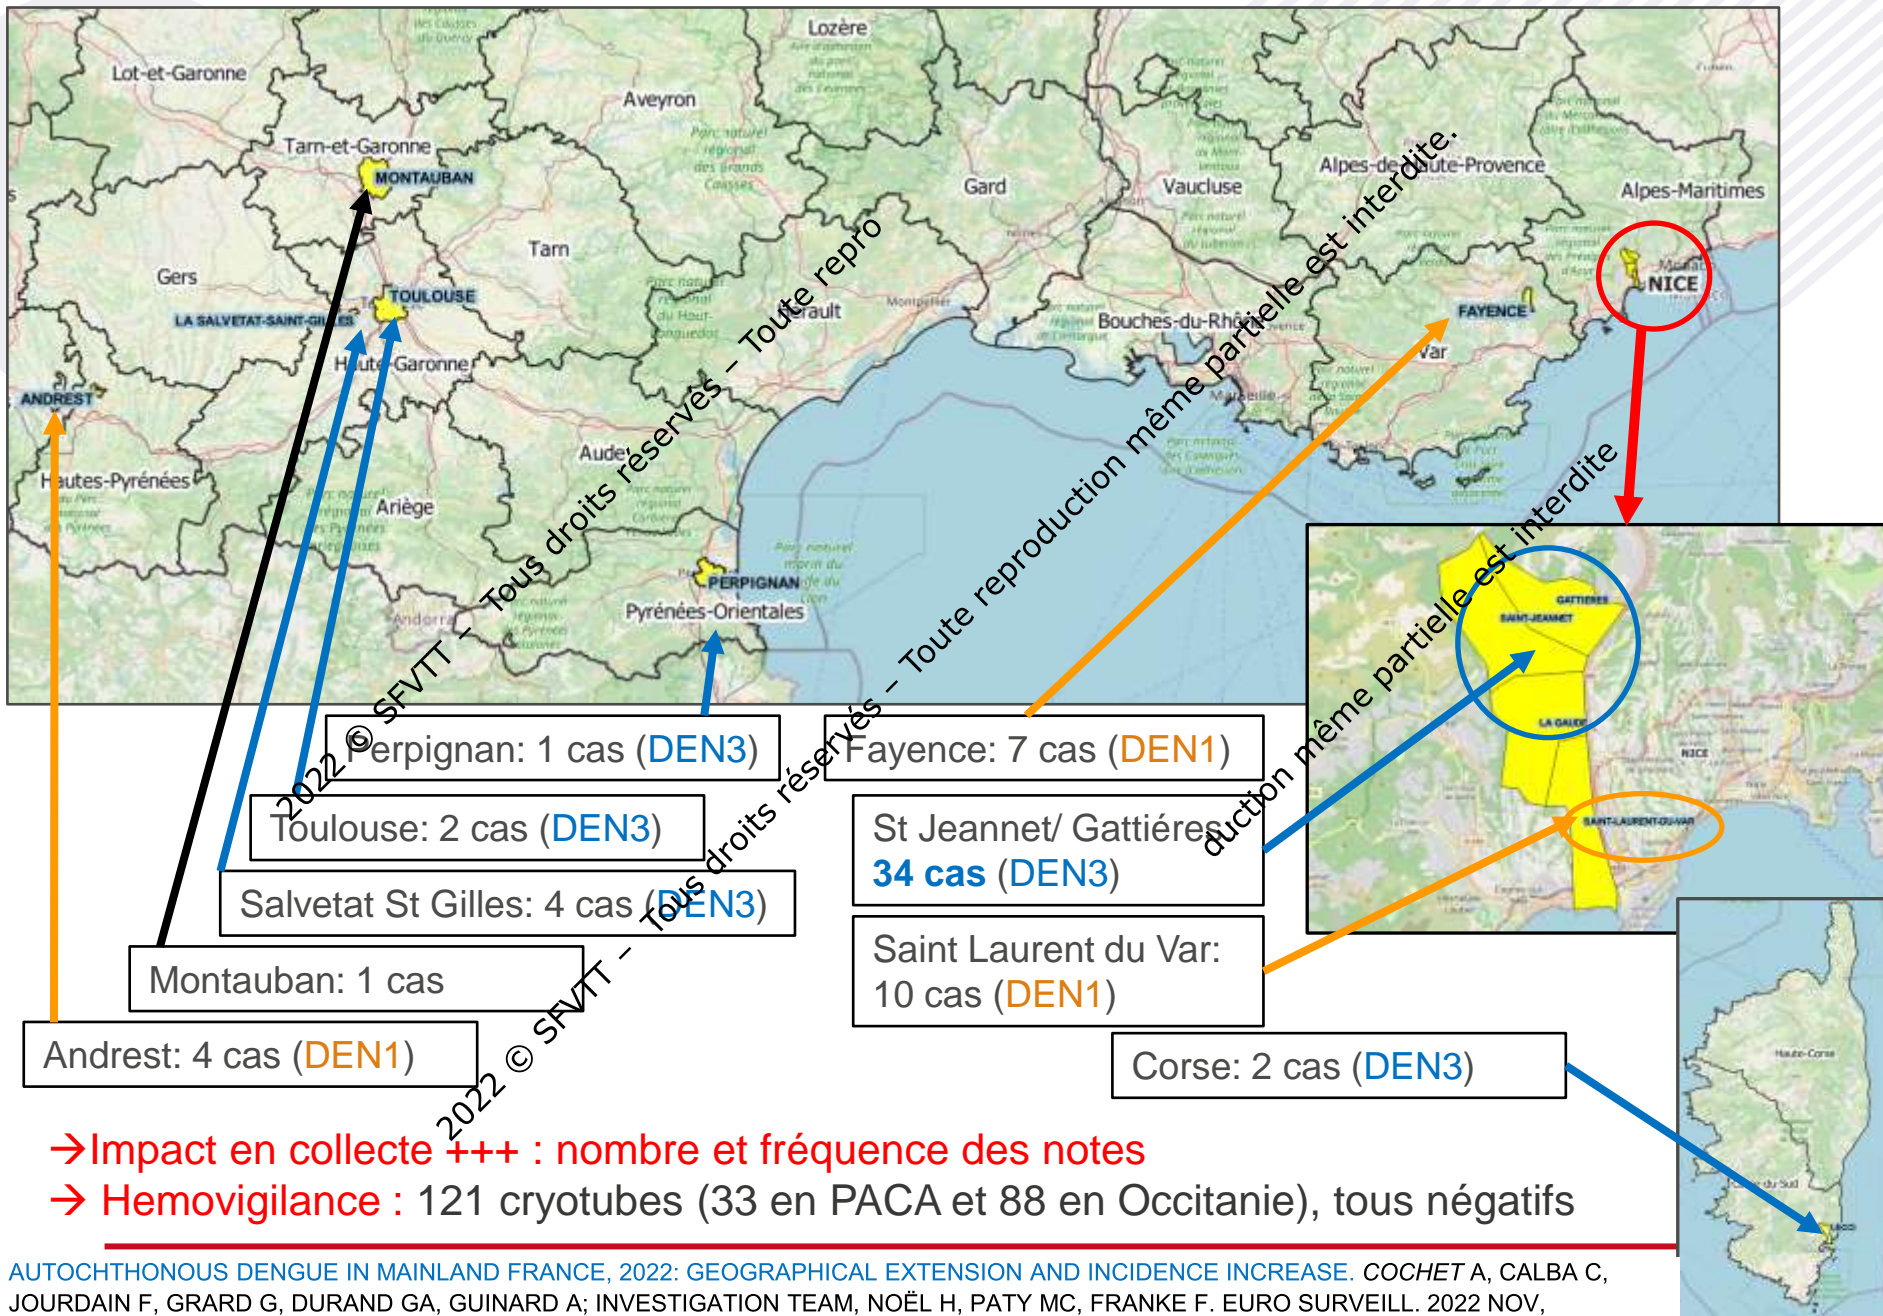 Lozère
Lot-et-Garonne
Aveyron
Tarn-et-Garonne
MONTAUBAN
Gard
Vaucluse
Alpes-de-Haute-Provence
Alpes-Maritimes
Tarn
Gers
TOULOUSE
LA SALVETAT-SAINT-GILLES
Hérault
Montpellier
Bouches-du-Rhône
FAYENCE
NICE
Var
Haute-Garonne
ANDREST
Marseille
Aude
Hautes-Pyrénées
Ariège
PERPIGNAN
Pyrénées-Orientales
Andorra
GATTIERES
SAINT-JEANNET
LA GAUDE
NICE
SAINT-LAURENT-DU-VAR
2022 © SFVTT – Tous droits réservés – Toute repro
duction même partielle est interdite
2022 © SFVTT – Tous droits réservés – Toute reproduction même partielle est interdite.
Perpignan: 1 cas (DEN3)
Fayence: 7 cas (DEN1)
Toulouse: 2 cas (DEN3)
St Jeannet/ Gattiéres
34 cas (DEN3)
Salvetat St Gilles: 4 cas (DEN3)
Saint Laurent du Var:
10 cas (DEN1)
Montauban: 1 cas
Andrest: 4 cas (DEN1)
Corse: 2 cas (DEN3)
Haute-Corse
LECCI
→Impact en collecte +++ : nombre et fréquence des notes
→ Hemovigilance : 121 cryotubes (33 en PACA et 88 en Occitanie), tous négatifs
AUTOCHTHONOUS DENGUE IN MAINLAND FRANCE, 2022: GEOGRAPHICAL EXTENSION AND INCIDENCE INCREASE. COCHET A, CALBA C,
JOURDAIN F, GRARD G, DURAND GA, GUINARD A; INVESTIGATION TEAM, NOËL H, PATY MC, FRANKE F. EURO SURVEILL. 2022 NOV,